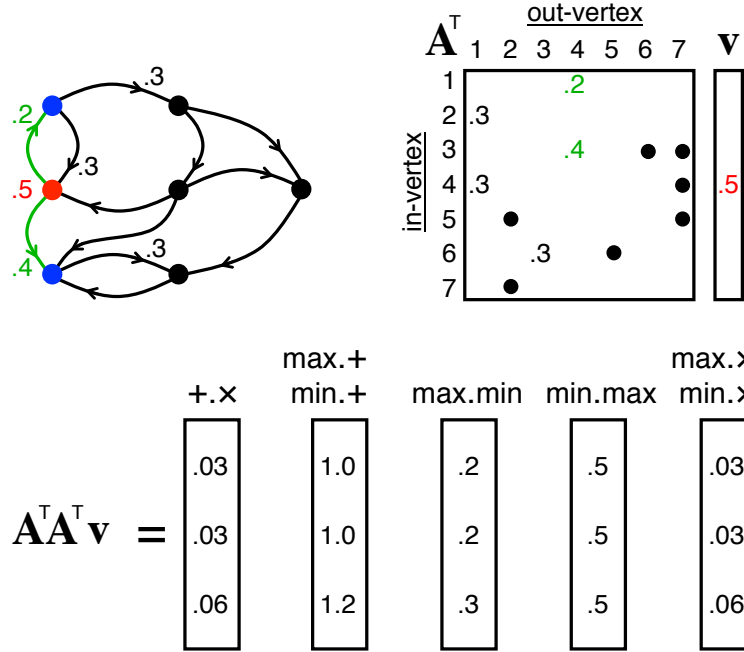 out-vertex
Aᵀ 1 2 3 4 5 6 7 v
in-vertex
1 .2
2 .3
3 .4
4 .3 .5
5
6 .3
7
.3
.2
.3
.5
.4
.3
max.+ max.×
+.× min.+ max.min min.max min.×
.03 1.0 .2 .5 .03
AᵀAᵀv = .03 1.0 .2 .5 .03
.06 1.2 .3 .5 .06